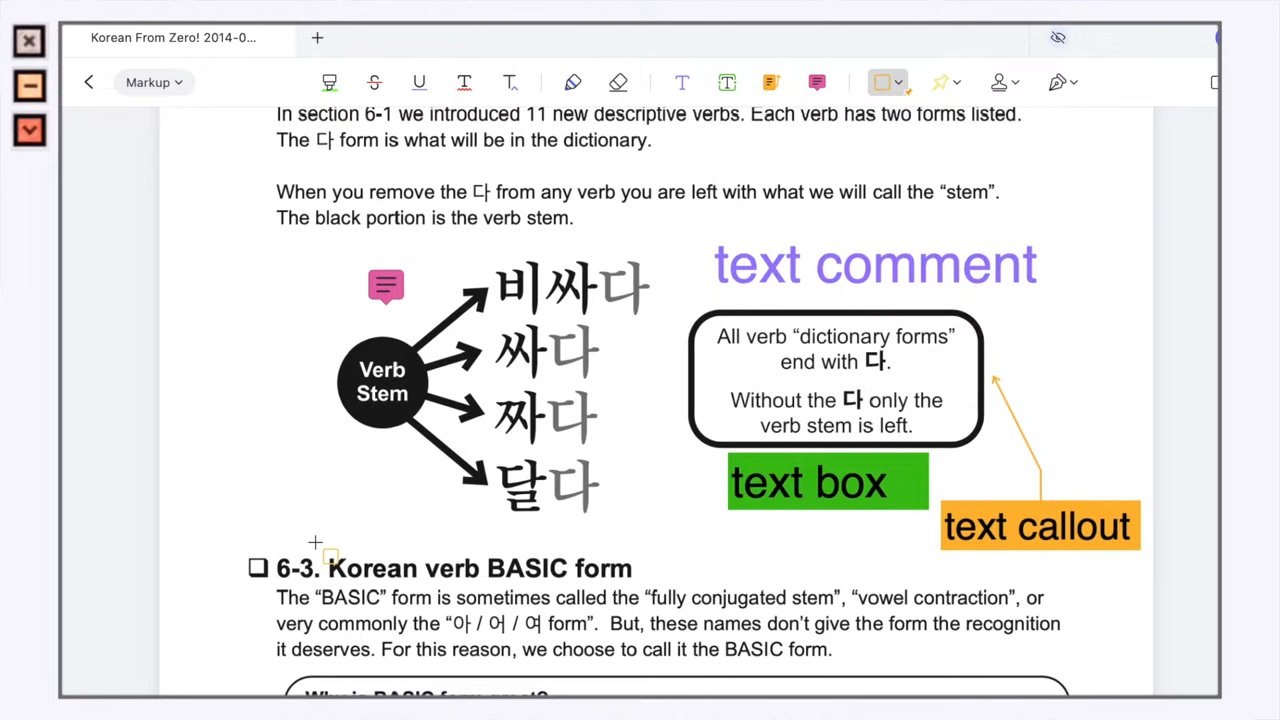 Korean From Zero! 2014-0...
Markup
In section 6-1 we introduced 11 new descriptive verbs. Each verb has two forms listed.
The 다 form is what will be in the dictionary.
When you remove the 다 from any verb you are left with what we will call the “stem”.
The black portion is the verb stem.
Verb
Stem
비싸다
싸다
짜다
달다
text comment
All verb “dictionary forms”
end with 다.
Without the 다 only the
verb stem is left.
text box
text callout
6-3. Korean verb BASIC form
The “BASIC” form is sometimes called the “fully conjugated stem”, “vowel contraction”, or
very commonly the “아 / 어 / 여 form”. But, these names don’t give the form the recognition
it deserves. For this reason, we choose to call it the BASIC form.
Why is BASIC form great?